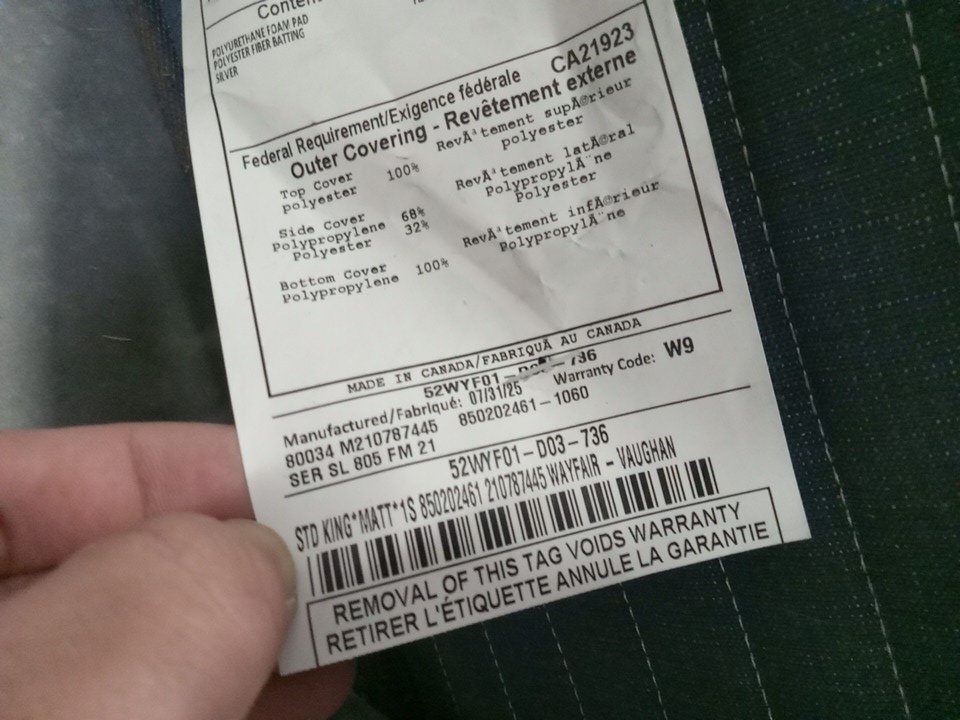 Content
POLYURETHANE FOAM PAD
POLYESTER FIBER BATTING
SILVER
Federal Requirement/Exigence fédérale CA21923
Outer Covering - Revêtement externe
Top Cover 100% RevÃªtement supÃ©rieur
polyester polyester
Side Cover RevÃªtement latÃ©ral
Polypropylene 68% PolypropylÃ¨ne
Polyester 32% Polyester
Bottom Cover RevÃªtement infÃ©rieur
Polypropylene 100% PolypropylÃ¨ne
MADE IN CANADA/FABRIQUÃ AU CANADA
52WYF01-D03-736
Manufactured/Fabriqué: 07/31/25 Warranty Code: W9
80034 M210787445 850202461-1060
SER SL 805 FM 21
52WYF01-D03-736
STD KING*MATT*1S 850202461 210787445 WAYFAIR - VAUGHAN
REMOVAL OF THIS TAG VOIDS WARRANTY
RETIRER L'ÉTIQUETTE ANNULE LA GARANTIE